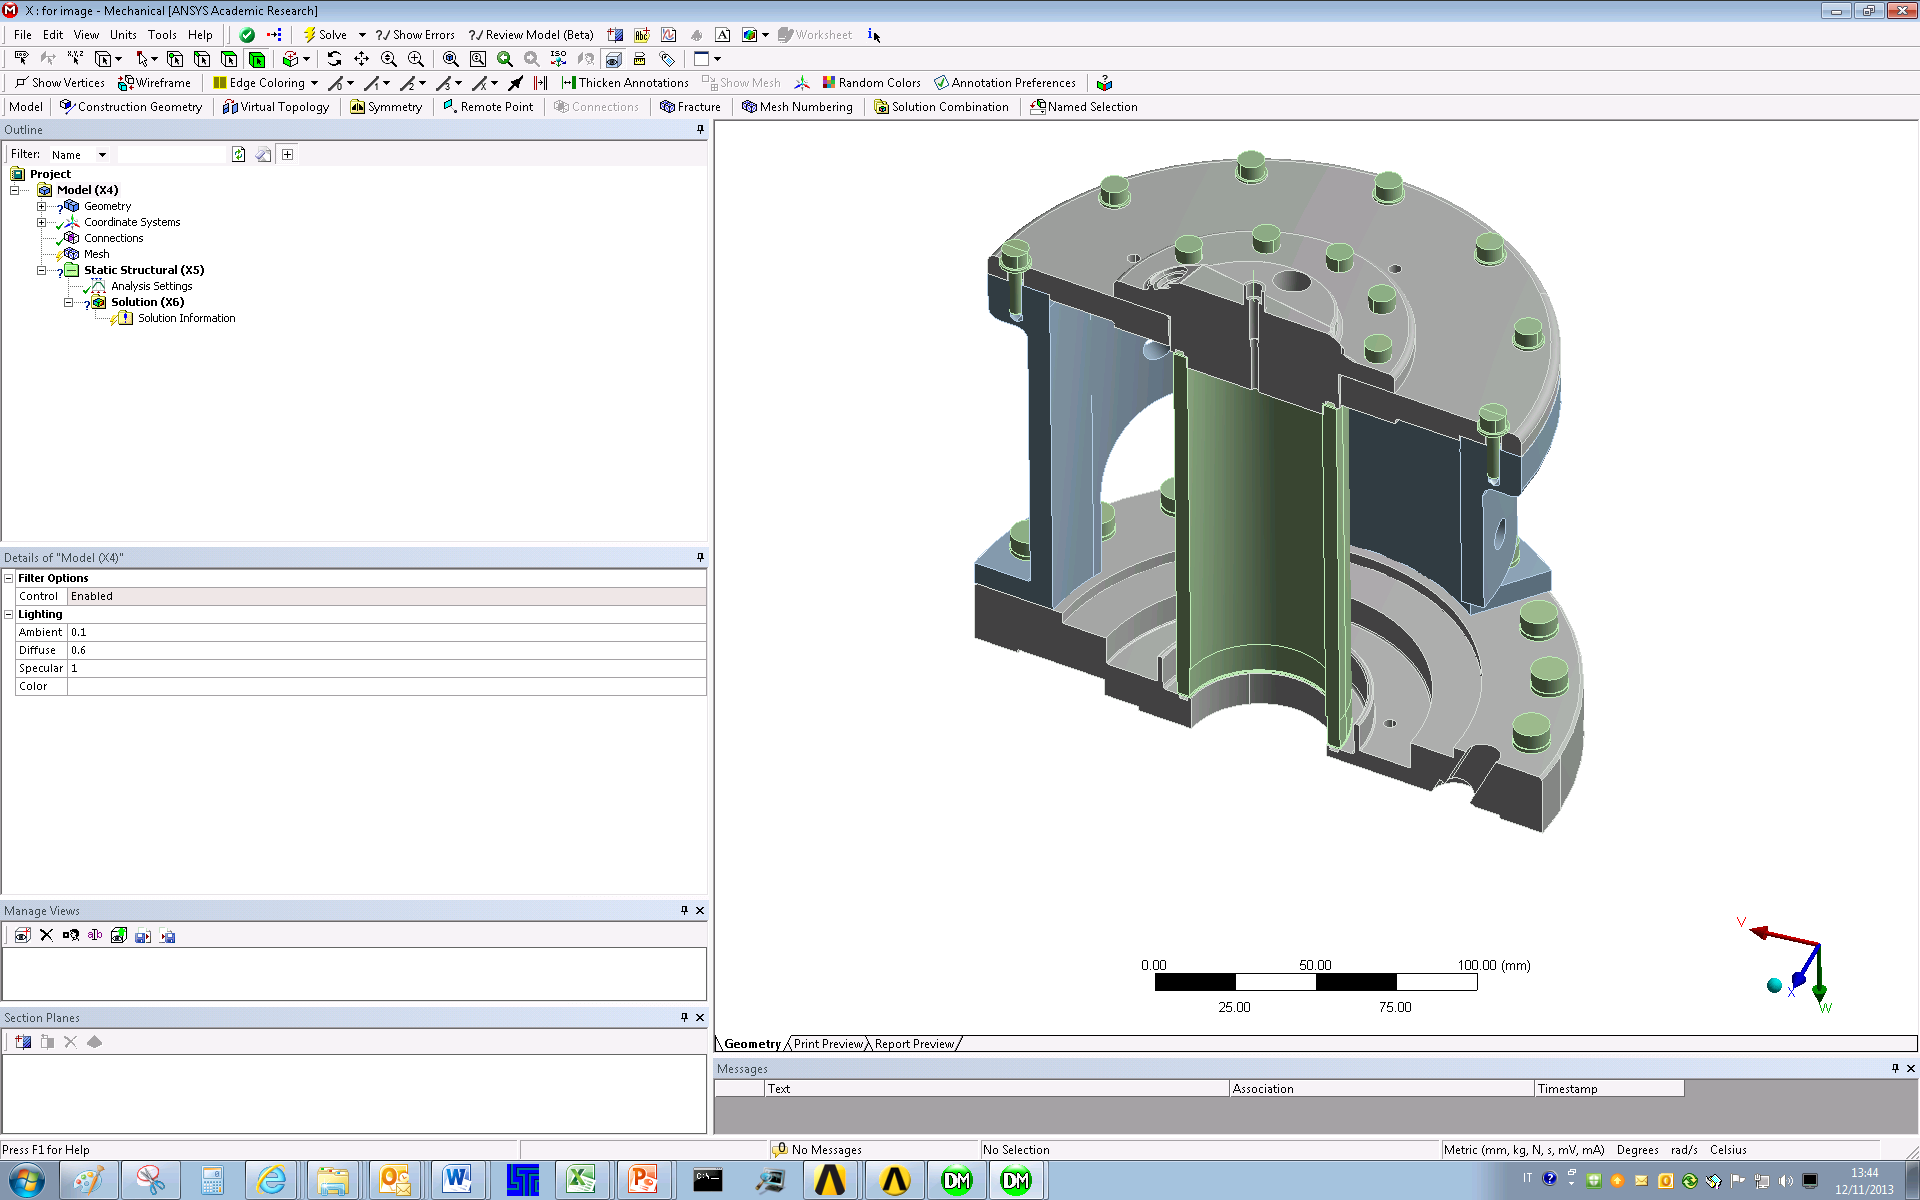 X : for image - Mechanical [ANSYS Academic Research]
File Edit View Units Tools Help Solve ?/ Show Errors ?/ Review Model (Beta) Abc A Worksheet
ISO
Show Vertices Wireframe Edge Coloring Thicken Annotations Show Mesh Random Colors Annotation Preferences
Model Construction Geometry Virtual Topology Symmetry Remote Point Connections Fracture Mesh Numbering Solution Combination Named Selection
Outline
Filter: Name
Project
Model (X4)
Geometry
Coordinate Systems
Connections
Mesh
Static Structural (X5)
Analysis Settings
Solution (X6)
Solution Information
Details of "Model (X4)"
Filter Options
Control Enabled
Lighting
Ambient 0.1
Diffuse 0.6
Specular 1
Color
Manage Views
Section Planes
0.00 50.00 100.00 (mm)
25.00 75.00
V
X
W
Geometry Print Preview Report Preview
Messages
Text Association Timestamp
Press F1 for Help No Messages No Selection Metric (mm, kg, N, s, mV, mA) Degrees rad/s Celsius
DM DM IT 13:44
12/11/2013